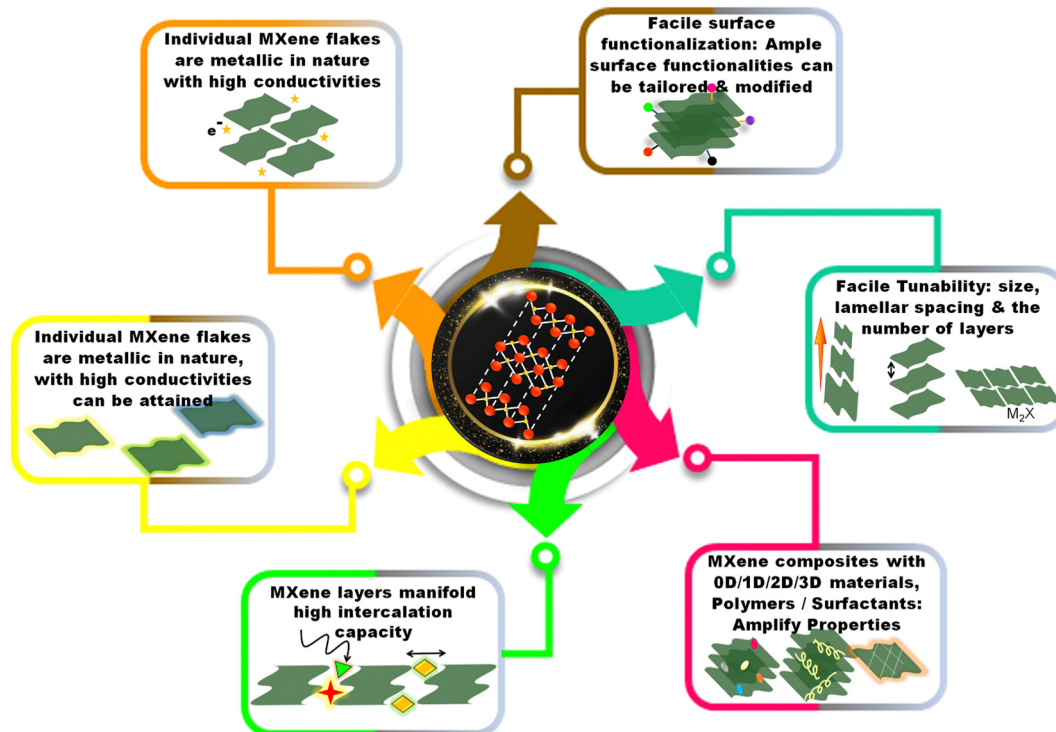 Individual MXene flakes
are metallic in nature
with high conductivities
e-
Facile surface
functionalization: Ample
surface functionalities can
be tailored & modified
Facile Tunability: size,
lamellar spacing & the
number of layers
M₂X
Individual MXene flakes
are metallic in nature,
with high conductivities
can be attained
MXene layers manifold
high intercalation
capacity
MXene composites with
0D/1D/2D/3D materials,
Polymers / Surfactants:
Amplify Properties